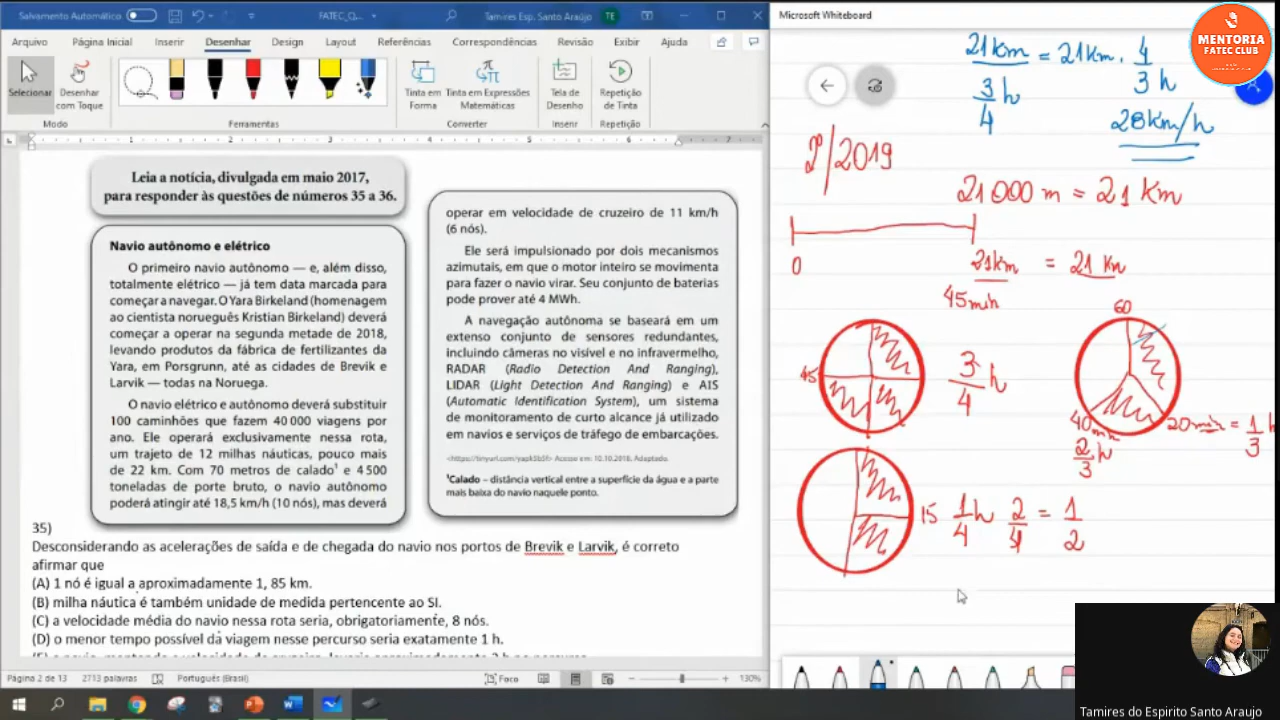 Salvamento Automático
FATEC_CL...
Tamires Esp. Santo Araújo
TE
Arquivo
Página Inicial
Inserir
Desenhar
Design
Layout
Referências
Correspondências
Revisão
Exibir
Ajuda
Selecionar
Desenhar
com Toque
Tinta em
Forma
Tinta em Expressões
Matemáticas
Tela de
Desenho
Repetição
de Tinta
Modo
Ferramentas
Converter
Inserir
Repetição
1 2 3 4 5 6 7
Leia a notícia, divulgada em maio 2017,
para responder às questões de números 35 a 36.
Navio autônomo e elétrico
O primeiro navio autônomo — e, além disso,
totalmente elétrico — já tem data marcada para
começar a navegar. O Yara Birkeland (homenagem
ao cientista norueguês Kristian Birkeland) deverá
começar a operar na segunda metade de 2018,
levando produtos da fábrica de fertilizantes da
Yara, em Porsgrunn, até as cidades de Brevik e
Larvik — todas na Noruega.
O navio elétrico e autônomo deverá substituir
100 caminhões que fazem 40 000 viagens por
ano. Ele operará exclusivamente nessa rota,
um trajeto de 12 milhas náuticas, pouco mais
de 22 km. Com 70 metros de calado¹ e 4 500
toneladas de porte bruto, o navio autônomo
poderá atingir até 18,5 km/h (10 nós), mas deverá
operar em velocidade de cruzeiro de 11 km/h
(6 nós).
Ele será impulsionado por dois mecanismos
azimutais, em que o motor inteiro se movimenta
para fazer o navio virar. Seu conjunto de baterias
pode prover até 4 MWh.
A navegação autônoma se baseará em um
extenso conjunto de sensores redundantes,
incluindo câmeras no visível e no infravermelho,
RADAR (Radio Detection And Ranging),
LIDAR (Light Detection And Ranging) e AIS
(Automatic Identification System), um sistema
de monitoramento de curto alcance já utilizado
em navios e serviços de tráfego de embarcações.
Acesso em: 10.10.2018. Adaptado.
¹Calado – distância vertical entre a superfície da água e a parte
mais baixa do navio naquele ponto.
35)
Desconsiderando as acelerações de saída e de chegada do navio nos portos de Brevik e Larvik, é correto
afirmar que
(A) 1 nó é igual a aproximadamente 1, 85 km.
(B) milha náutica é também unidade de medida pertencente ao SI.
(C) a velocidade média do navio nessa rota seria, obrigatoriamente, 8 nós.
(D) o menor tempo possível da viagem nesse percurso seria exatamente 1 h.
Página 2 de 13
2713 palavras
Português (Brasil)
Foco
130%
Microsoft Whiteboard
MENTORIA
FATEC CLUB
21km = 21km . 4
3 h 3 h
4
28km/h
2º/2019
21 000 m = 21 Km
0
21km = 21 Km
45min
60
45
3 h
4
40min
2 h
3
20min = 1 h
3
15 1 h 2 = 1
4 4 2
Tamires do Espirito Santo Araujo